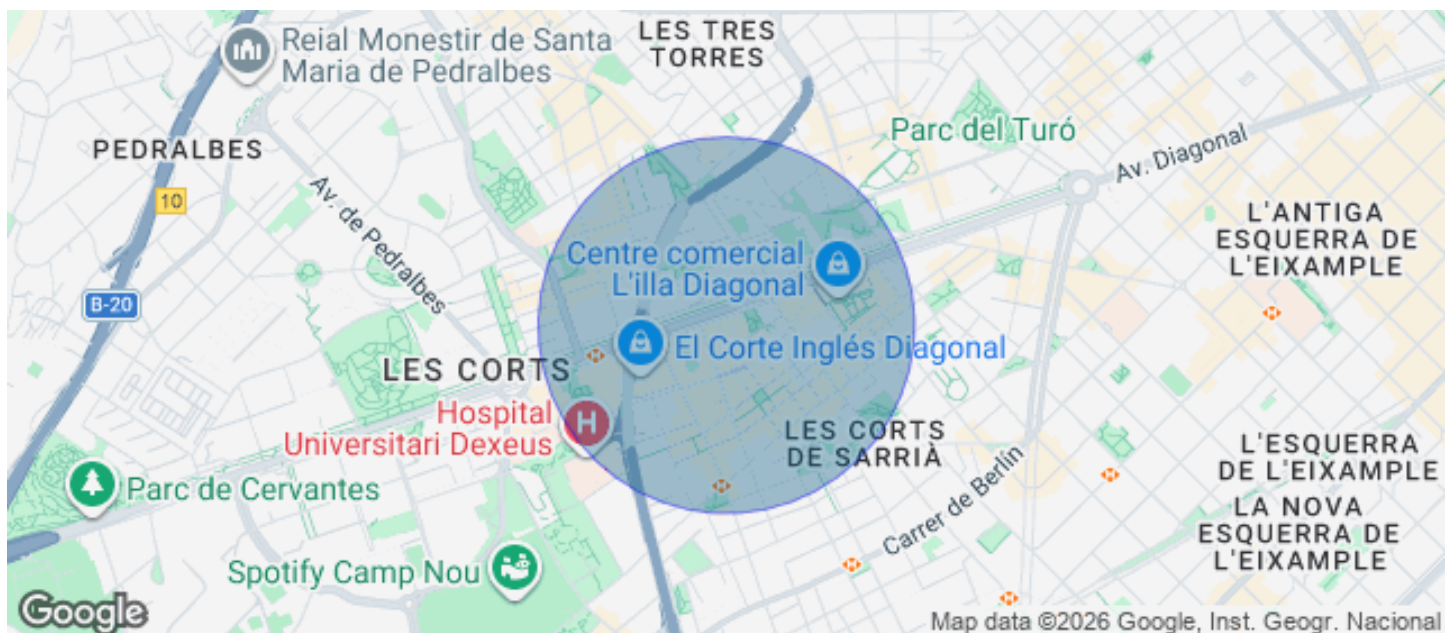 Reial Monestir de Santa
Maria de Pedralbes
LES TRES
TORRES
PEDRALBES
10
Parc del Turó
Av. Diagonal
Av. de Pedralbes
L'ANTIGA
ESQUERRA DE
L'EIXAMPLE
Centre comercial
L'illa Diagonal
B-20
El Corte Inglés Diagonal
LES CORTS
Hospital
Universitari Dexeus
H
LES CORTS
DE SARRIÀ
L'ESQUERRA
DE L'EIXAMPLE
Parc de Cervantes
Carrer de Berlín
LA NOVA
ESQUERRA DE
L'EIXAMPLE
Spotify Camp Nou
Google
Map data ©2026 Google, Inst. Geogr. Nacional